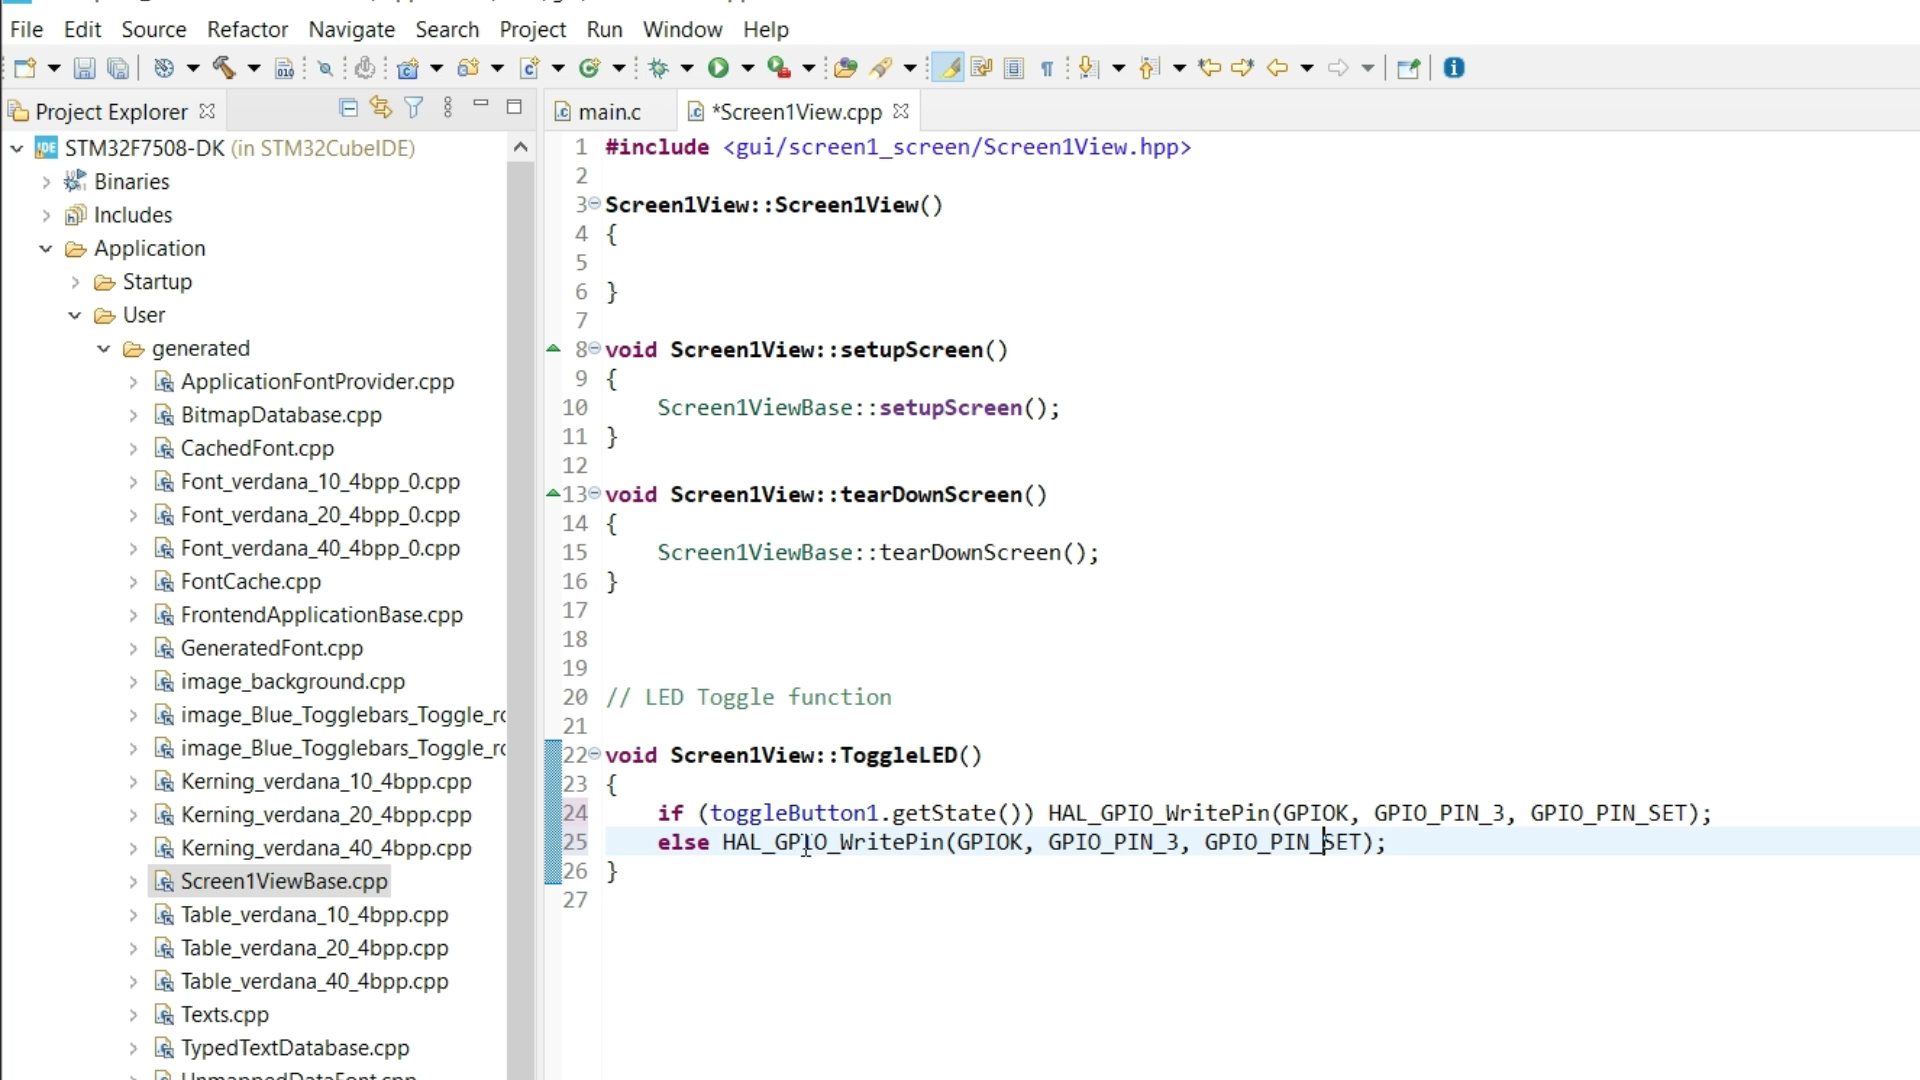 File Edit Source Refactor Navigate Search Project Run Window Help
Project Explorer
main.c
*Screen1View.cpp
STM32F7508-DK (in STM32CubeIDE)
Binaries
Includes
Application
Startup
User
generated
ApplicationFontProvider.cpp
BitmapDatabase.cpp
CachedFont.cpp
Font_verdana_10_4bpp_0.cpp
Font_verdana_20_4bpp_0.cpp
Font_verdana_40_4bpp_0.cpp
FontCache.cpp
FrontendApplicationBase.cpp
GeneratedFont.cpp
image_background.cpp
image_Blue_Togglebars_Toggle_ro
image_Blue_Togglebars_Toggle_ro
Kerning_verdana_10_4bpp.cpp
Kerning_verdana_20_4bpp.cpp
Kerning_verdana_40_4bpp.cpp
Screen1ViewBase.cpp
Table_verdana_10_4bpp.cpp
Table_verdana_20_4bpp.cpp
Table_verdana_40_4bpp.cpp
Texts.cpp
TypedTextDatabase.cpp
UnmappedDataFont.cpp
1 #include <gui/screen1_screen/Screen1View.hpp>
2
3 Screen1View::Screen1View()
4 {
5
6 }
7
8 void Screen1View::setupScreen()
9 {
10 Screen1ViewBase::setupScreen();
11 }
12
13 void Screen1View::tearDownScreen()
14 {
15 Screen1ViewBase::tearDownScreen();
16 }
17
18
19
20 // LED Toggle function
21
22 void Screen1View::ToggleLED()
23 {
24 if (toggleButton1.getState()) HAL_GPIO_WritePin(GPIOK, GPIO_PIN_3, GPIO_PIN_SET);
25 else HAL_GPIO_WritePin(GPIOK, GPIO_PIN_3, GPIO_PIN_SET);
26 }
27